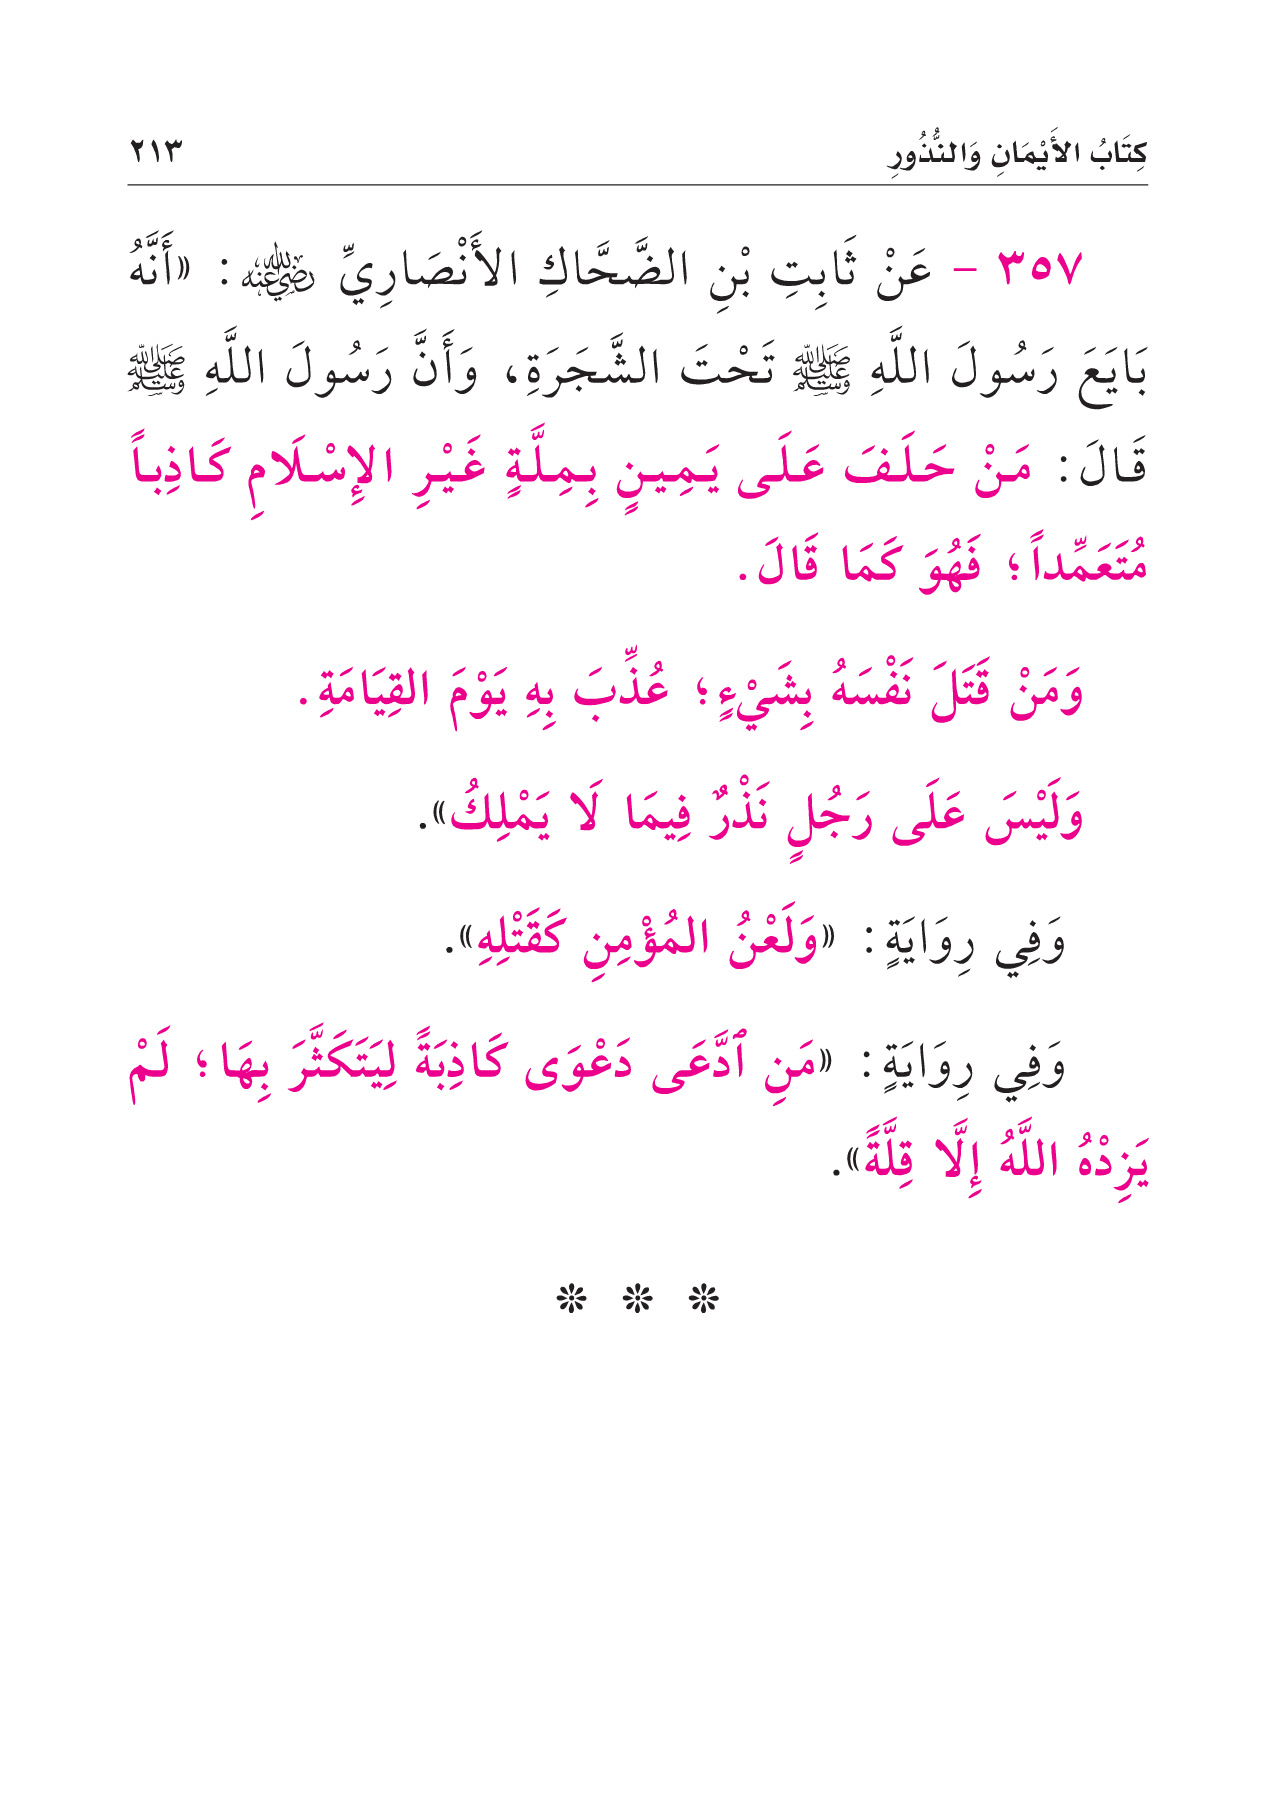 كِتَابُ الأَيْمَانِ وَالنُّذُورِ ٢١٣
٣٥٧ – عَنْ ثَابِتِ بْنِ الضَّحَّاكِ الأَنْصَارِيِّ رضي الله عنه: «أَنَّهُ
بَايَعَ رَسُولَ اللَّهِ ﷺ تَحْتَ الشَّجَرَةِ، وَأَنَّ رَسُولَ اللَّهِ ﷺ
قَالَ: مَنْ حَلَفَ عَلَى يَمِينٍ بِمِلَّةٍ غَيْرِ الإِسْلَامِ كَاذِباً
مُتَعَمِّداً؛ فَهُوَ كَمَا قَالَ.
وَمَنْ قَتَلَ نَفْسَهُ بِشَيْءٍ؛ عُذِّبَ بِهِ يَوْمَ القِيَامَةِ.
وَلَيْسَ عَلَى رَجُلٍ نَذْرٌ فِيمَا لَا يَمْلِكُ».
وَفِي رِوَايَةٍ: «وَلَعْنُ المُؤْمِنِ كَقَتْلِهِ».
وَفِي رِوَايَةٍ: «مَنِ ٱدَّعَى دَعْوَى كَاذِبَةً لِيَتَكَثَّرَ بِهَا؛ لَمْ
يَزِدْهُ اللَّهُ إِلَّا قِلَّةً».